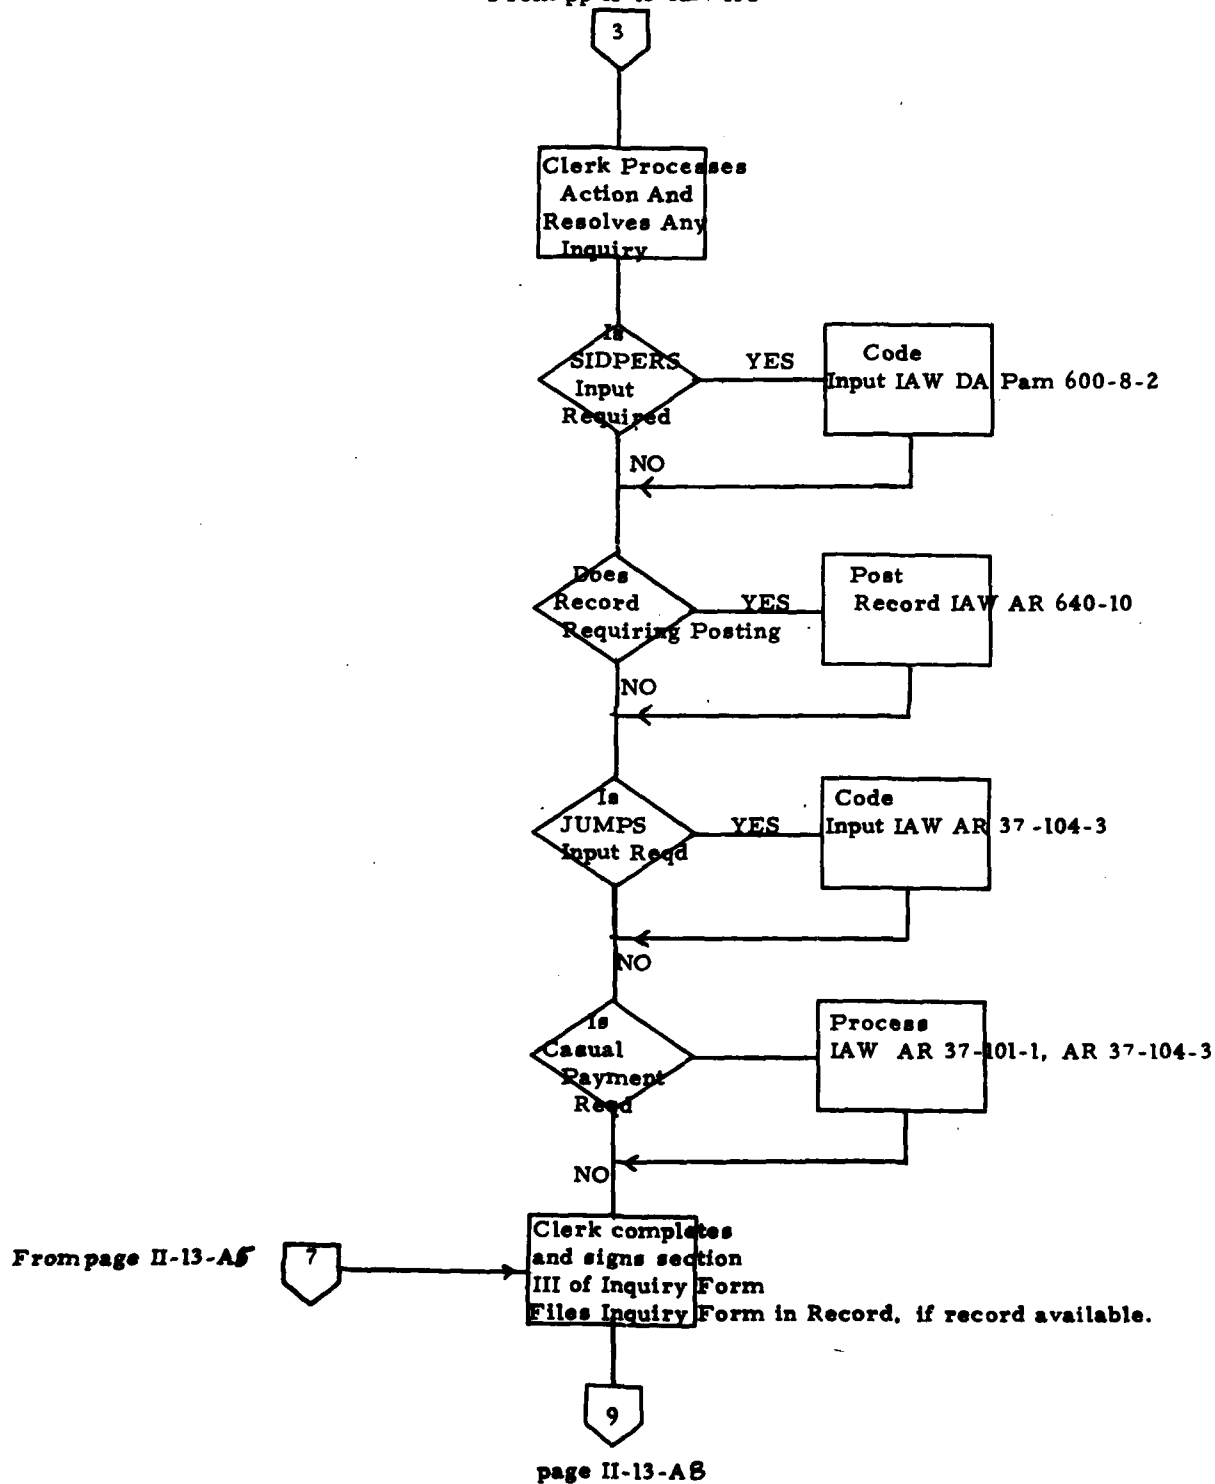 3
Clerk Processes
Action And
Resolves Any
Inquiry
Is
SIDPERS
Input
Required
YES
Code
Input IAW DA Pam 600-8-2
NO
Does
Record
Requiring Posting
YES
Post
Record IAW AR 640-10
NO
Is
JUMPS
Input Reqd
YES
Code
Input IAW AR 37-104-3
NO
Is
Casual
Payment
Reqd
Process
IAW AR 37-101-1, AR 37-104-3
NO
From page II-13-A5
7
Clerk completes
and signs section
III of Inquiry Form
Files Inquiry Form in Record, if record available.
9
page II-13-A8